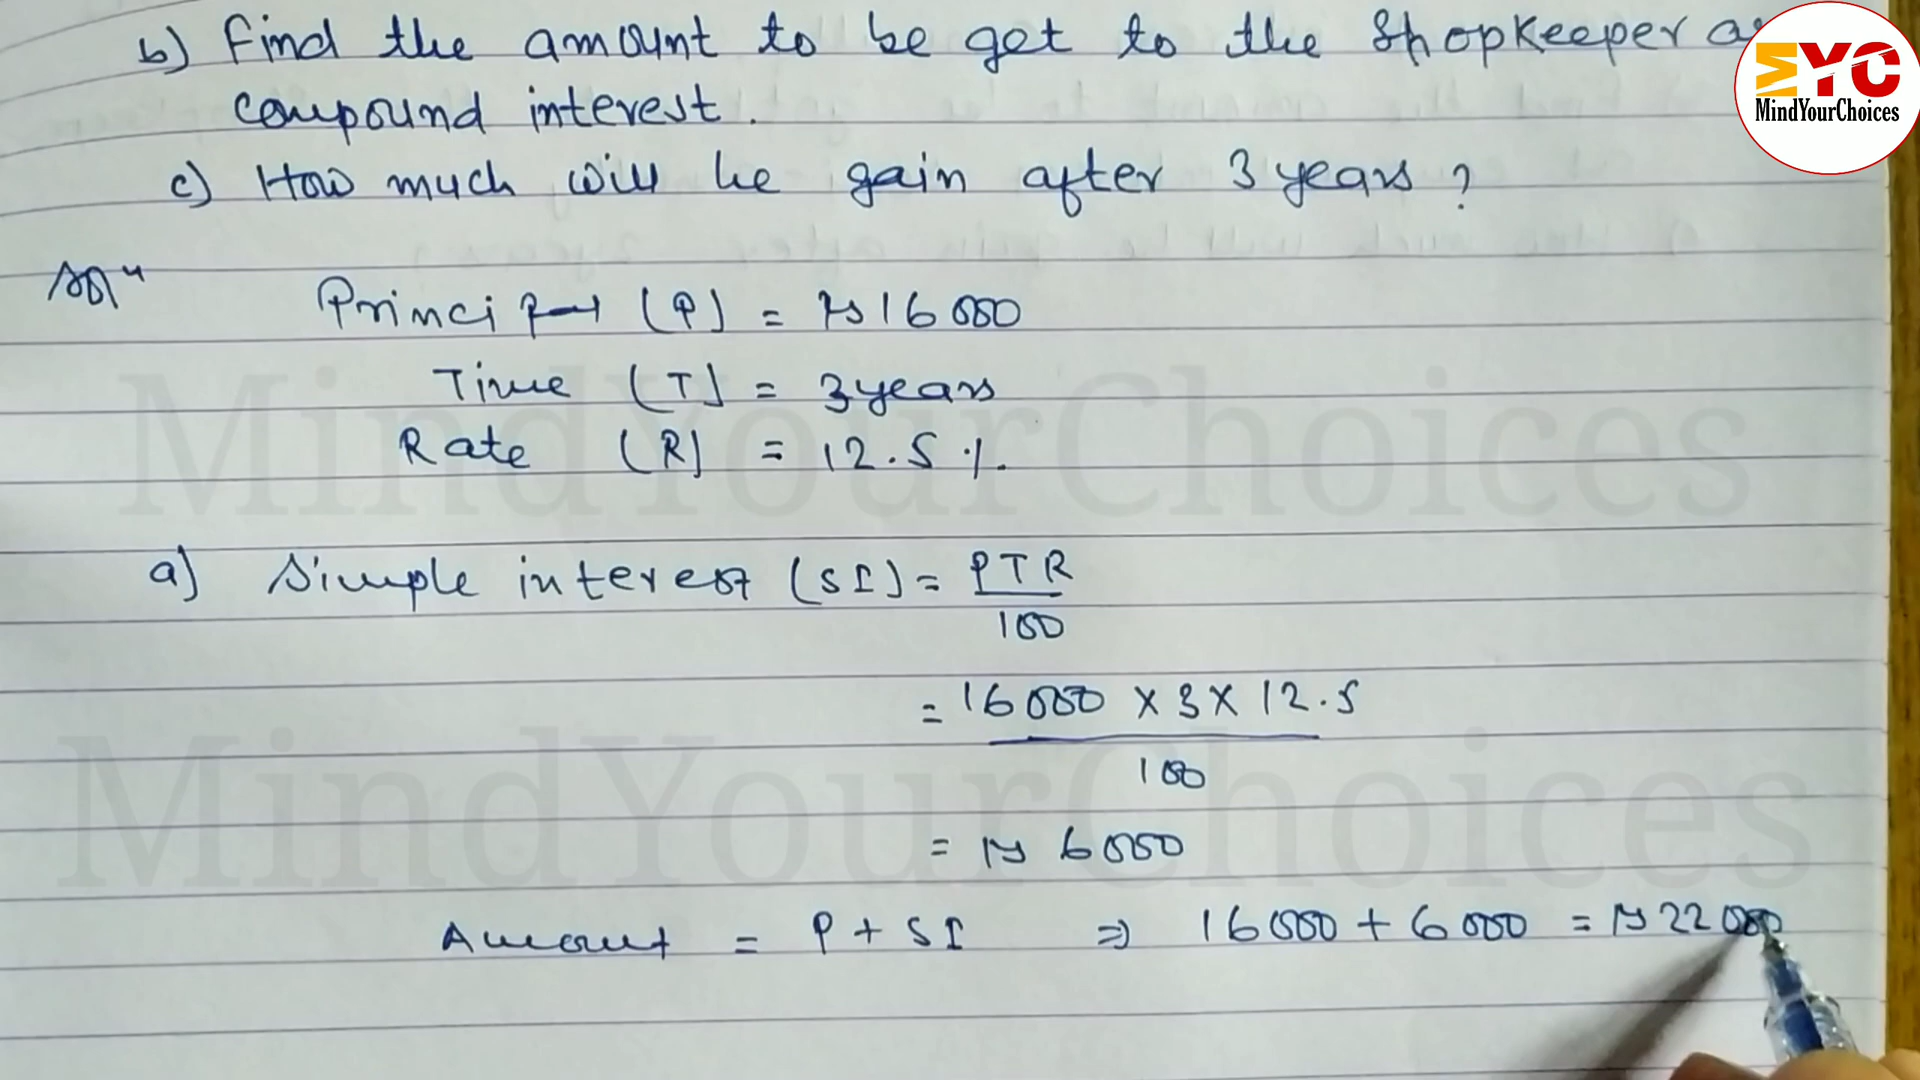 b) Find the amount to be get to the Shopkeeper as
compound interest.
c) How much will he gain after 3 years ?
Solⁿ
Principal (P) = Rs 16000
Time (T) = 3 years
Rate (R) = 12.5 %
a) Simple interest (SI) = PTR
100
= 16000 × 3 × 12.5
100
= Rs 6000
Amount = P + SI ⇒ 16000 + 6000 = Rs 22000
MYC
MindYourChoices
MindYourChoices
MindYourChoices